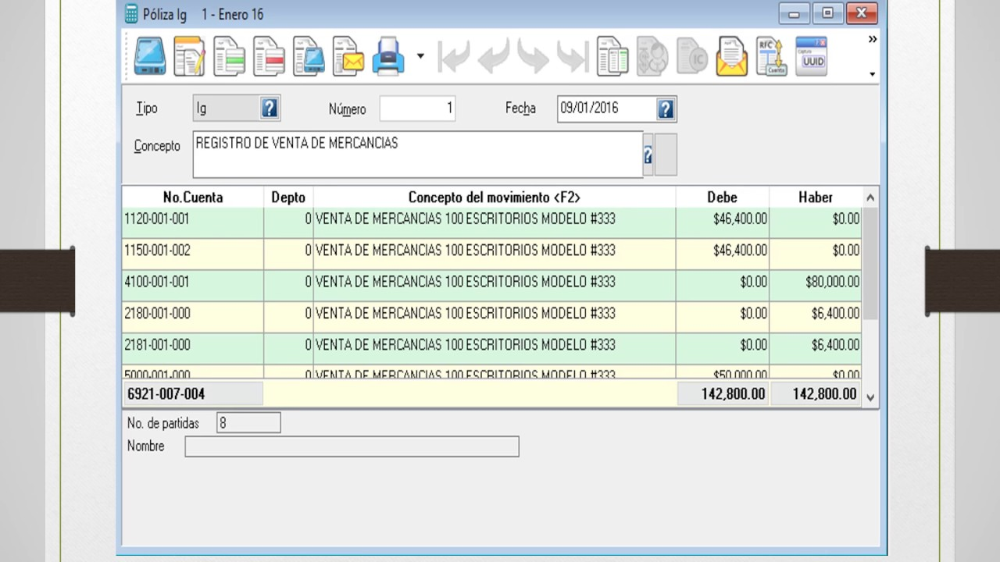 Póliza Ig 1 - Enero 16
RFC
Cuenta
IC
Captura
UUID
Tipo Ig ? Número 1 Fecha 09/01/2016 ?
Concepto REGISTRO DE VENTA DE MERCANCIAS ?
No.Cuenta Depto Concepto del movimiento <F2> Debe Haber
1120-001-001 0 VENTA DE MERCANCIAS 100 ESCRITORIOS MODELO #333 $46,400.00 $0.00
1150-001-002 0 VENTA DE MERCANCIAS 100 ESCRITORIOS MODELO #333 $46,400.00 $0.00
4100-001-001 0 VENTA DE MERCANCIAS 100 ESCRITORIOS MODELO #333 $0.00 $80,000.00
2180-001-000 0 VENTA DE MERCANCIAS 100 ESCRITORIOS MODELO #333 $0.00 $6,400.00
2181-001-000 0 VENTA DE MERCANCIAS 100 ESCRITORIOS MODELO #333 $0.00 $6,400.00
5000-001-000 0 VENTA DE MERCANCIAS 100 ESCRITORIOS MODELO #333 $50,000.00 $0.00
6921-007-004 142,800.00 142,800.00
No. de partidas 8
Nombre